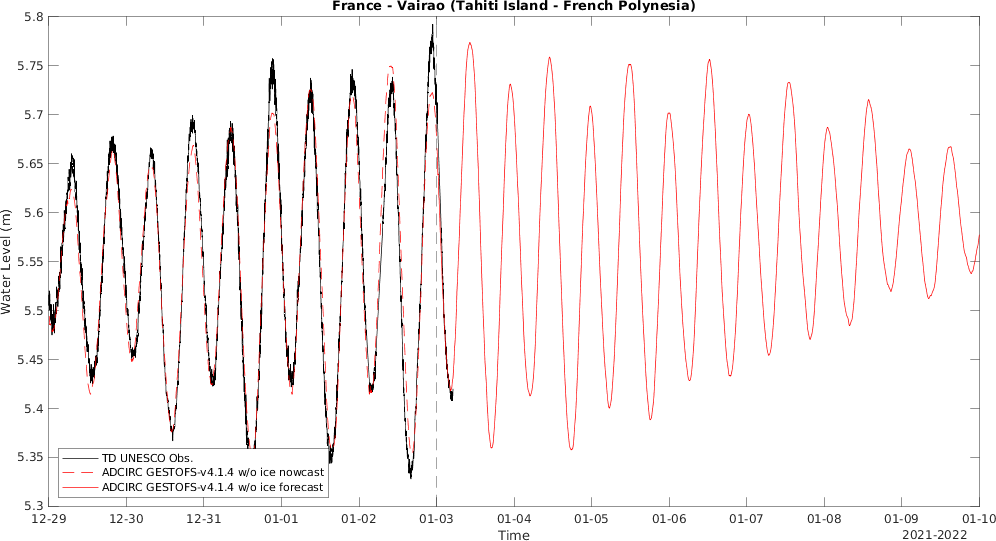 France - Vairao (Tahiti Island - French Polynesia)
Water Level (m)
5.8
5.75
5.7
5.65
5.6
5.55
5.5
5.45
5.4
5.35
5.3
TD UNESCO Obs.
ADCIRC GESTOFS-v4.1.4 w/o ice nowcast
ADCIRC GESTOFS-v4.1.4 w/o ice forecast
12-29 12-30 12-31 01-01 01-02 01-03 01-04 01-05 01-06 01-07 01-08 01-09 01-10
Time
2021-2022